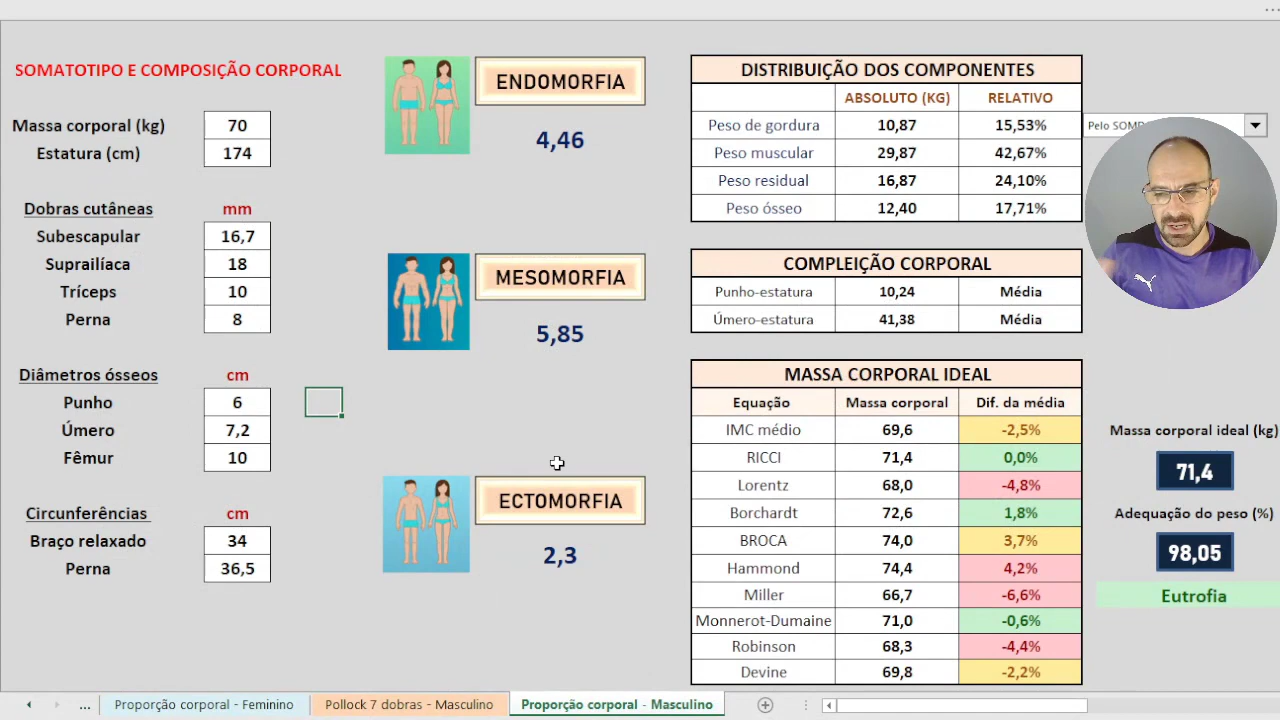 SOMATOTIPO E COMPOSIÇÃO CORPORAL
Massa corporal (kg) 70
Estatura (cm) 174
Dobras cutâneas mm
Subescapular 16,7
Suprailíaca 18
Tríceps 10
Perna 8
Diâmetros ósseos cm
Punho 6
Úmero 7,2
Fêmur 10
Circunferências cm
Braço relaxado 34
Perna 36,5
ENDOMORFIA
4,46
MESOMORFIA
5,85
ECTOMORFIA
2,3
DISTRIBUIÇÃO DOS COMPONENTES
ABSOLUTO (KG) RELATIVO
Peso de gordura 10,87 15,53%
Peso muscular 29,87 42,67%
Peso residual 16,87 24,10%
Peso ósseo 12,40 17,71%
Pelo
COMPLEIÇÃO CORPORAL
Punho-estatura 10,24 Média
Úmero-estatura 41,38 Média
MASSA CORPORAL IDEAL
Equação Massa corporal Dif. da média
IMC médio 69,6 -2,5%
RICCI 71,4 0,0%
Lorentz 68,0 -4,8%
Borchardt 72,6 1,8%
BROCA 74,0 3,7%
Hammond 74,4 4,2%
Miller 66,7 -6,6%
Monnerot-Dumaine 71,0 -0,6%
Robinson 68,3 -4,4%
Devine 69,8 -2,2%
Massa corporal ideal (kg)
71,4
Adequação do peso (%)
98,05
Eutrofia
... Proporção corporal - Feminino Pollock 7 dobras - Masculino Proporção corporal - Masculino